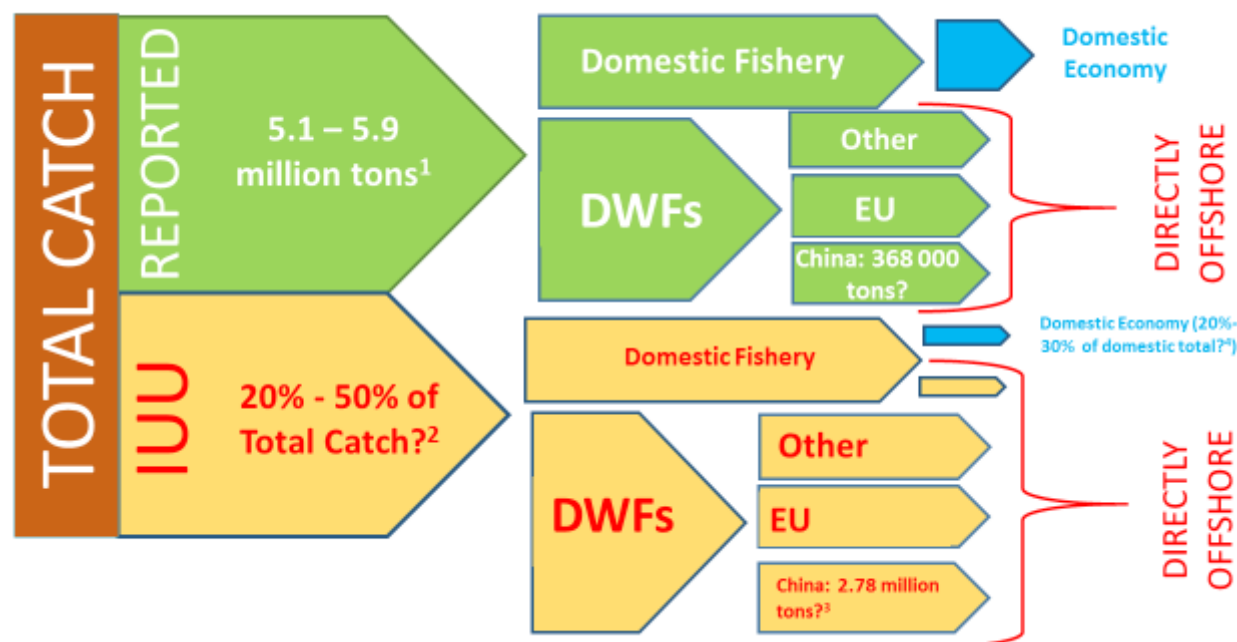 TOTAL CATCH
REPORTED
5.1 – 5.9
million tons¹
Domestic Fishery
Domestic
Economy
DWFs
Other
EU
China: 368 000
tons?
DIRECTLY
OFFSHORE
IUU
20% - 50% of
Total Catch?²
Domestic Fishery
Domestic Economy (20%-
30% of domestic total?⁴)
DWFs
Other
EU
China: 2.78 million
tons?³
DIRECTLY
OFFSHORE